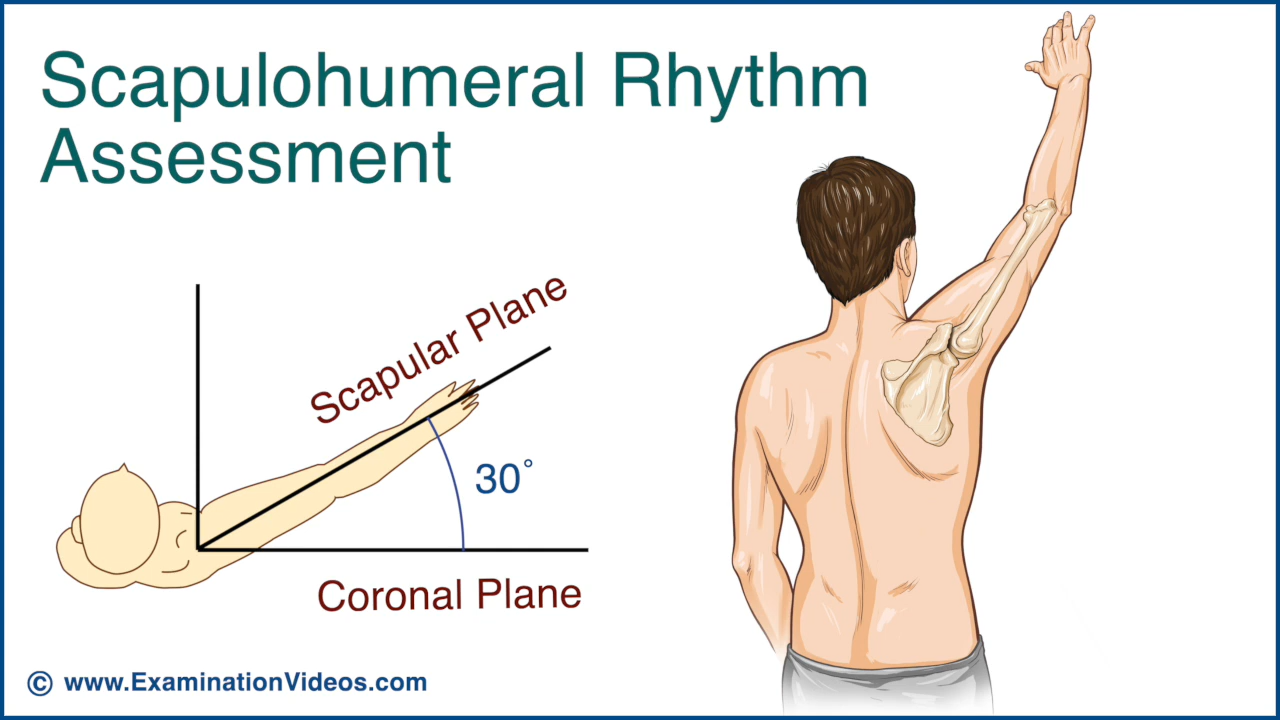 Scapulohumeral Rhythm
Assessment
Scapular Plane
30°
Coronal Plane
© www.ExaminationVideos.com